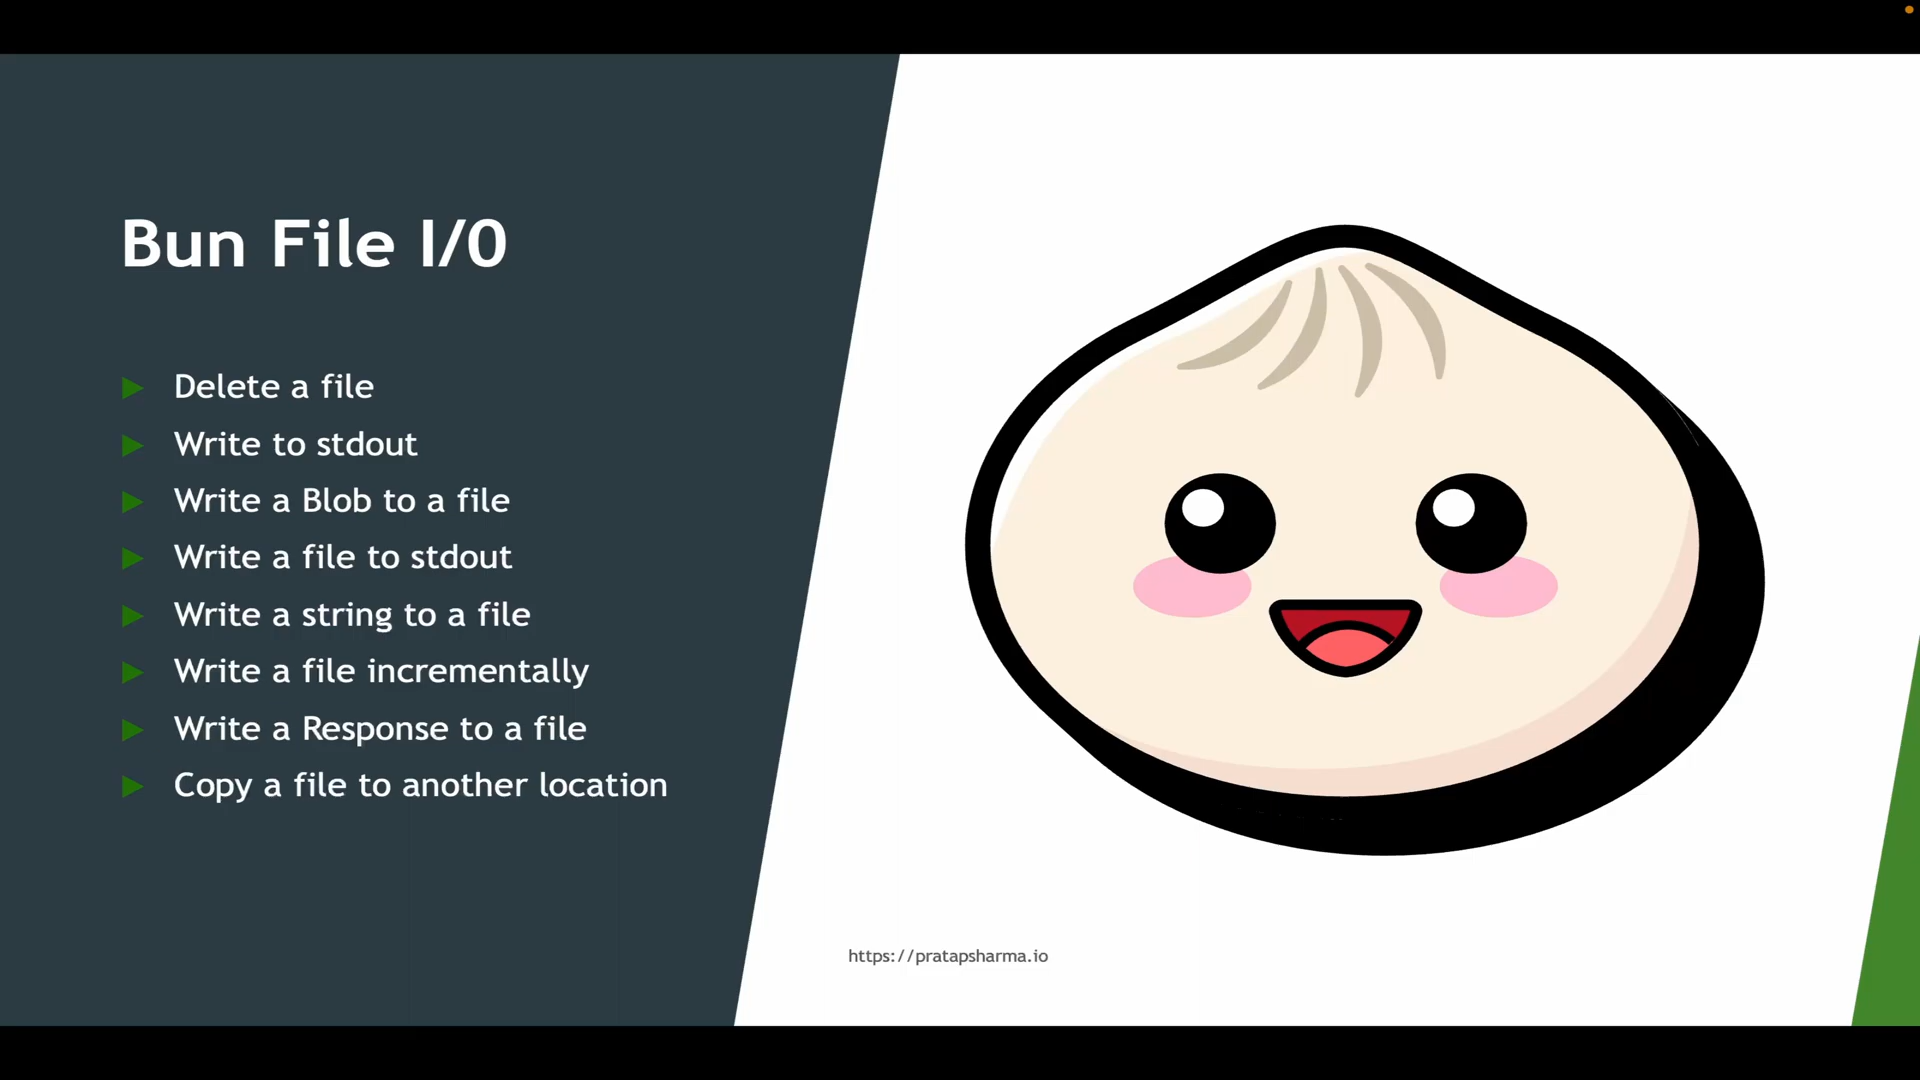 Bun File I/0
Delete a file
Write to stdout
Write a Blob to a file
Write a file to stdout
Write a string to a file
Write a file incrementally
Write a Response to a file
Copy a file to another location
https://pratapsharma.io